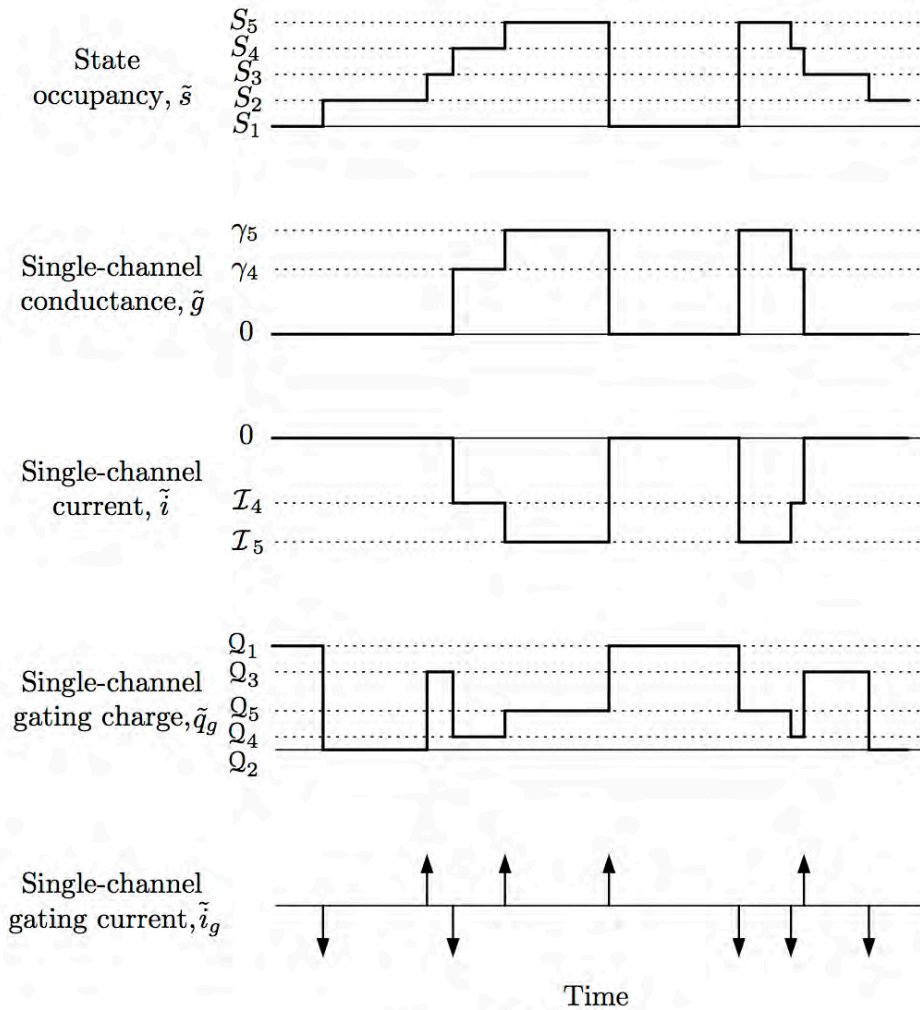 State
occupancy, s̃
S₅
S₄
S₃
S₂
S₁
Single-channel
conductance, g̃
γ₅
γ₄
0
Single-channel
current, ĩ
0
I₄
I₅
Single-channel
gating charge, q̃g
Q₁
Q₃
Q₅
Q₄
Q₂
Single-channel
gating current, ĩg
Time